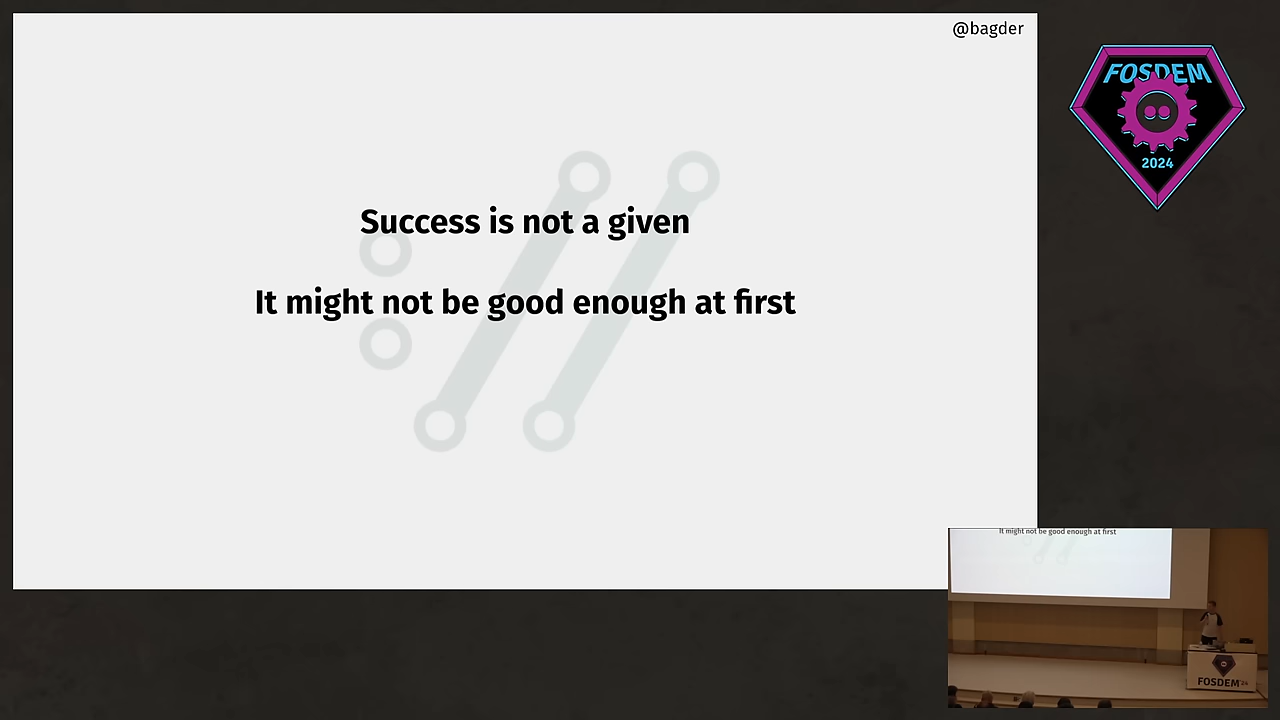 @bagder
FOSDEM
2024
Success is not a given
It might not be good enough at first
It might not be good enough at first
FOSDEM'24